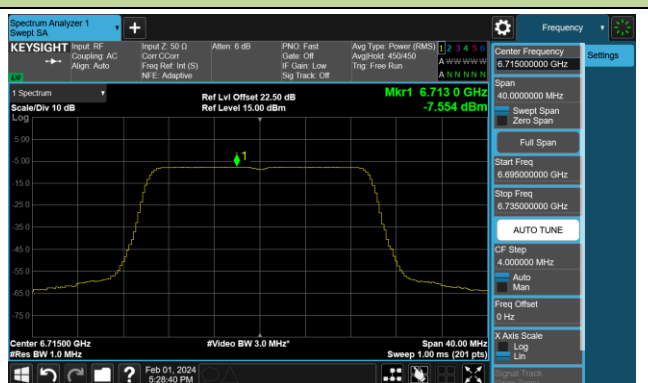 Spectrum Analyzer 1
Swept SA
+
Frequency
KEYSIGHT
Input: RF
Coupling: AC
Align: Auto
Input Z: 50 Ω
Corr CCorr
Freq Ref: Int (S)
NFE: Adaptive
Atten: 6 dB
PNO: Fast
Gate: Off
IF Gain: Low
Sig Track: Off
Avg Type: Power (RMS)
Avg|Hold: 450/450
Trig: Free Run
1 2 3 4 5 6
A W W W W W
A N N N N N
1 Spectrum
Scale/Div 10 dB
Log
Ref Lvl Offset 22.50 dB
Ref Level 15.00 dBm
Mkr1 6.713 0 GHz
-7.554 dBm
5.00
-5.00
-15.0
-25.0
-35.0
-45.0
-55.0
-65.0
-75.0
1
Center 6.71500 GHz
#Res BW 1.0 MHz
#Video BW 3.0 MHz*
Span 40.00 MHz
Sweep 1.00 ms (201 pts)
Center Frequency
6.715000000 GHz
Settings
Span
40.0000000 MHz
Swept Span
Zero Span
Full Span
Start Freq
6.695000000 GHz
Stop Freq
6.735000000 GHz
AUTO TUNE
CF Step
4.000000 MHz
Auto
Man
Freq Offset
0 Hz
X Axis Scale
Log
Lin
Signal Track
?
Feb 01, 2024
5:28:40 PM